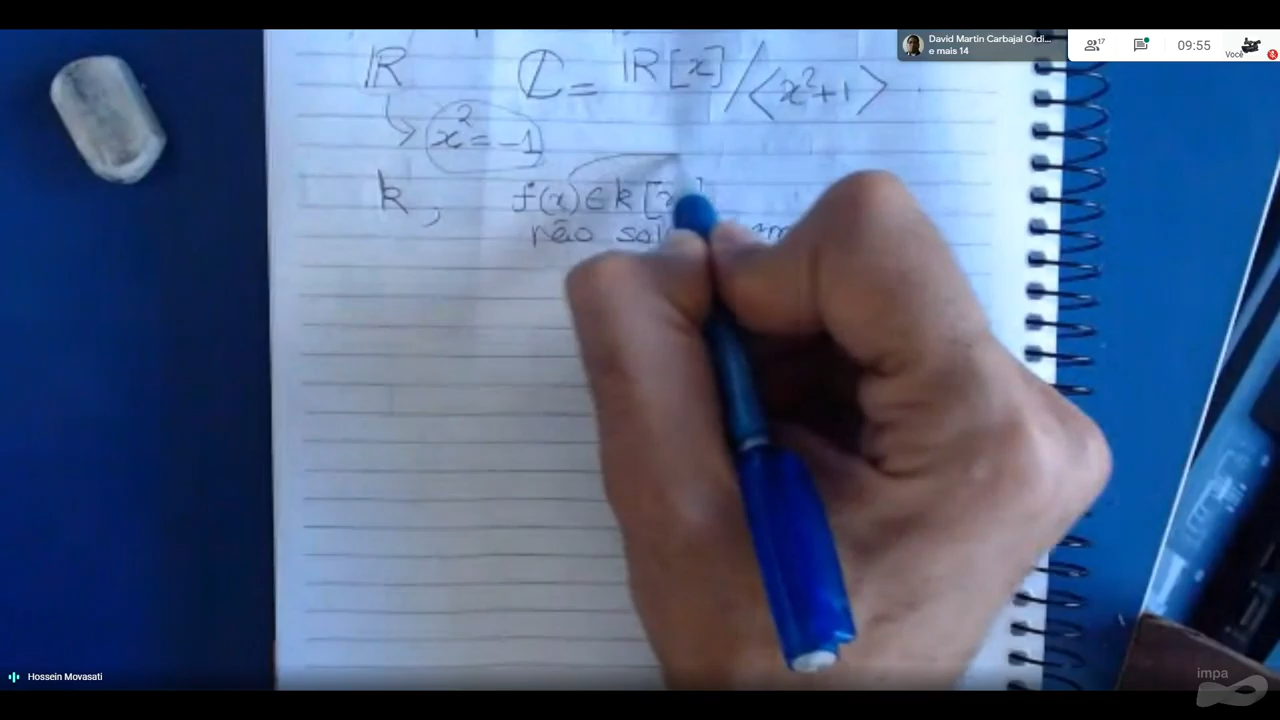 David Martin Carbajal Ordi...
e mais 14
17
09:55
Você
ℝ ℂ = ℝ[x]/<x²+1>
x² = -1
k, f(x) ∈ k[x]
não
Hossein Movasati
impa